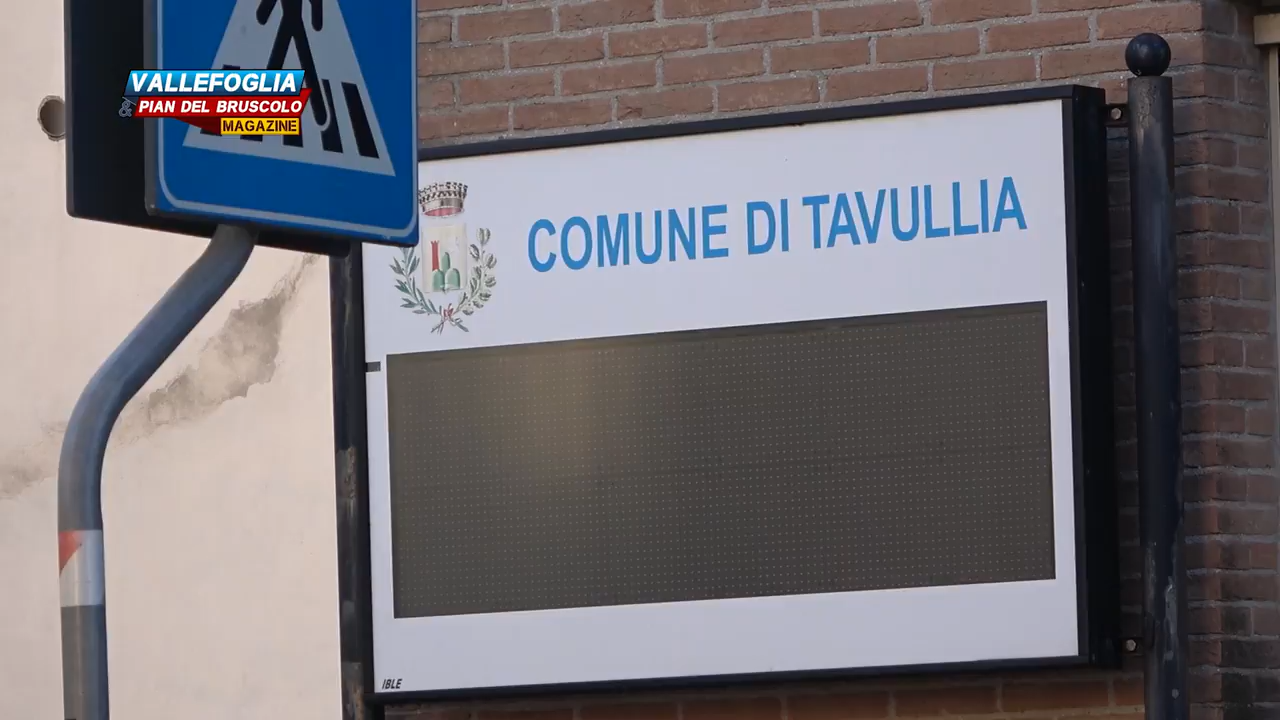 VALLEFOGLIA
& PIAN DEL BRUSCOLO
MAGAZINE
COMUNE DI TAVULLIA
IBLE